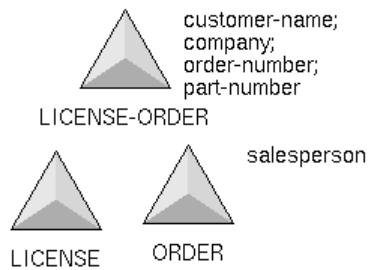 customer-name;
company;
order-number;
part-number
LICENSE-ORDER
salesperson
LICENSE
ORDER